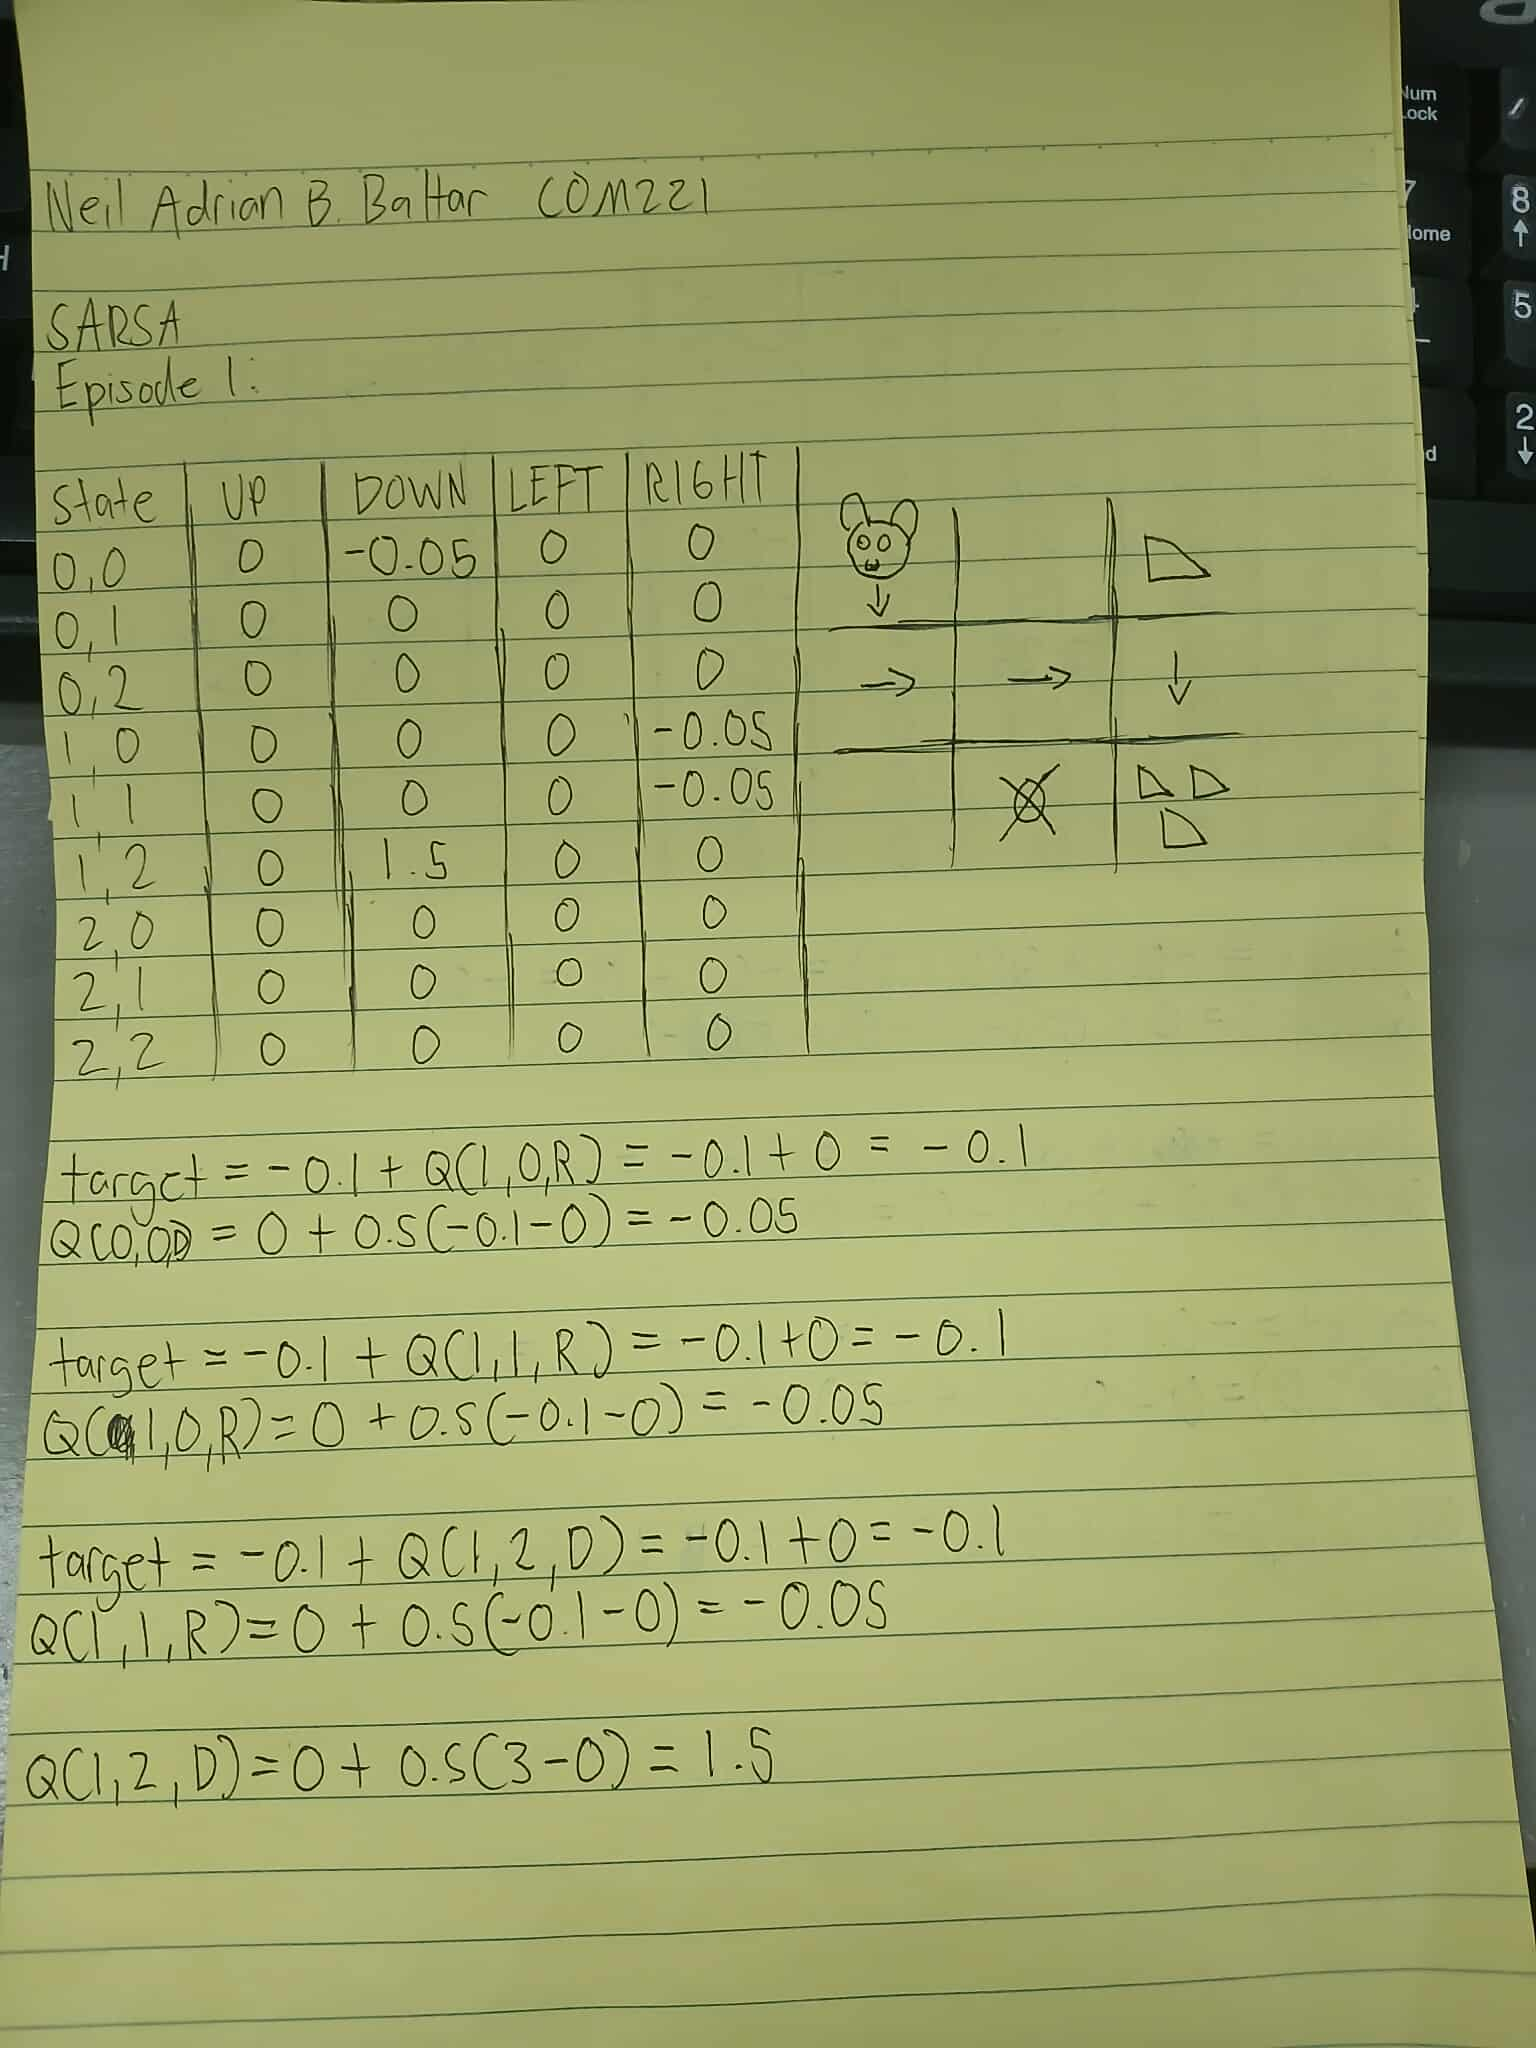 Neil Adrian B. Baltar COM221
SARSA
Episode 1:
State UP DOWN LEFT RIGHT
0,0 0 -0.05 0 0
0,1 0 0 0 0
0,2 0 0 0 0
1,0 0 0 0 -0.05
1,1 0 0 0 -0.05
1,2 0 1.5 0 0
2,0 0 0 0 0
2,1 0 0 0 0
2,2 0 0 0 0
target = -0.1 + Q(1,0,R) = -0.1 + 0 = -0.1
Q(0,0,D = 0 + 0.5(-0.1-0) = -0.05
target = -0.1 + Q(1,1,R) = -0.1+0 = -0.1
Q(1,0,R) = 0 + 0.5(-0.1-0) = -0.05
target = -0.1 + Q(1,2,D) = -0.1+0 = -0.1
Q(1,1,R) = 0 + 0.5(-0.1-0) = -0.05
Q(1,2,D) = 0 + 0.5(3-0) = 1.5
Num
Lock
/
7
Home
8
↑
5
2
↓